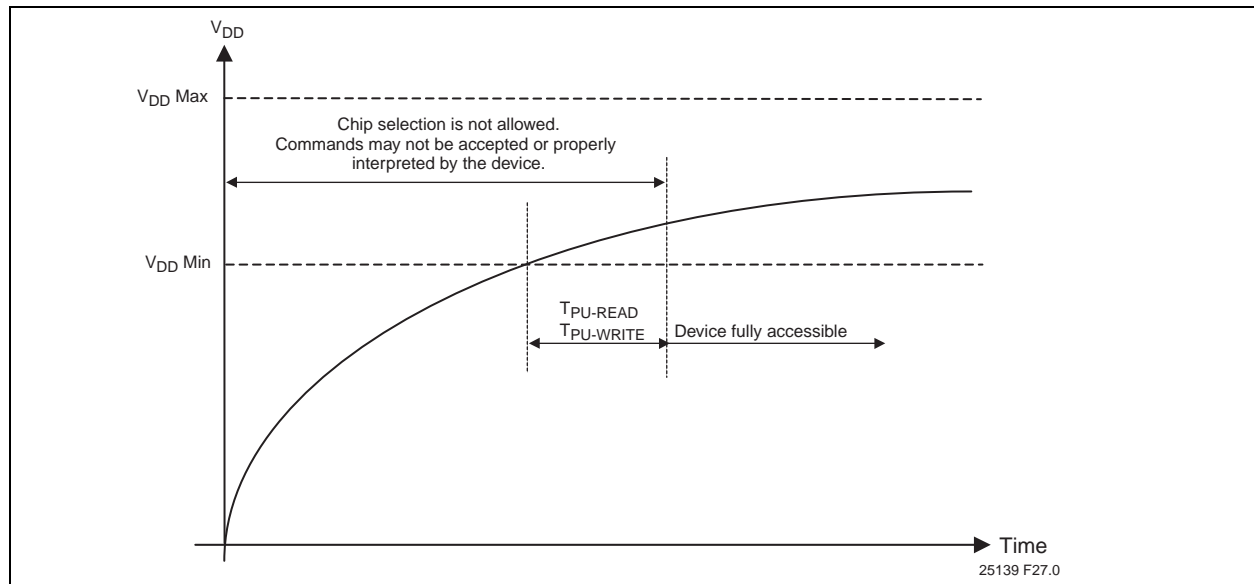 VDD
VDD Max
Chip selection is not allowed.
Commands may not be accepted or properly
interpreted by the device.
VDD Min
TPU-READ
TPU-WRITE
Device fully accessible
Time
25139 F27.0